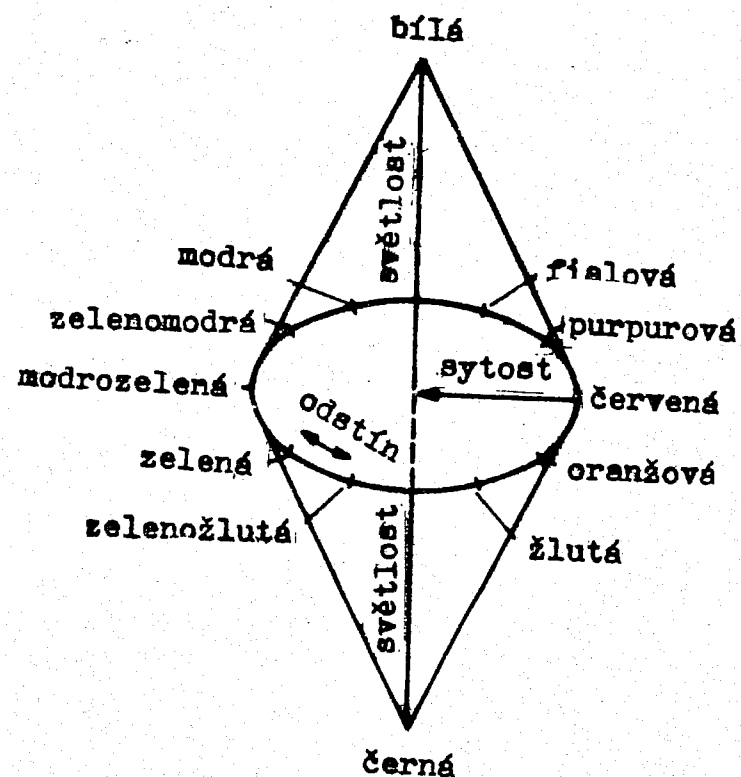 bílá
světlost
modrá
fialová
zelenomodrá
purpurová
sytost
modrozelená
červená
odstín
zelená
oranžová
zelenožlutá
žlutá
světlost
černá